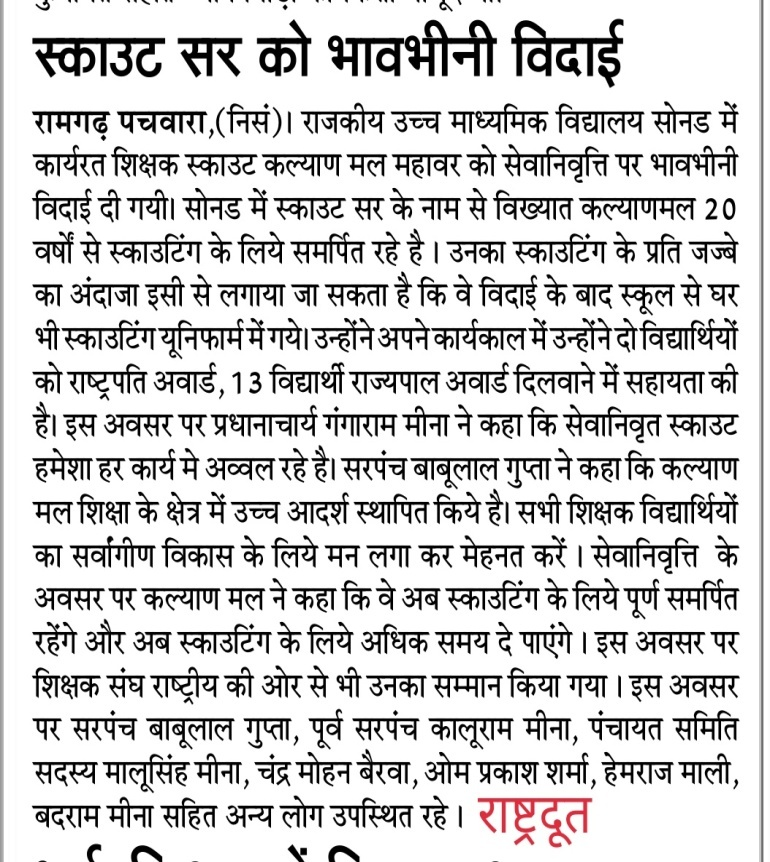 स्काउट सर को भावभीनी विदाई
रामगढ़ पचवारा,(निसं)। राजकीय उच्च माध्यमिक विद्यालय सोनड में
कार्यरत शिक्षक स्काउट कल्याण मल महावर को सेवानिवृत्ति पर भावभीनी
विदाई दी गयी। सोनड में स्काउट सर के नाम से विख्यात कल्याणमल 20
वर्षों से स्काउटिंग के लिये समर्पित रहे है । उनका स्काउटिंग के प्रति जज्बे
का अंदाजा इसी से लगाया जा सकता है कि वे विदाई के बाद स्कूल से घर
भी स्काउटिंग यूनिफार्म में गये। उन्होंने अपने कार्यकाल में उन्होंने दो विद्यार्थियों
को राष्ट्रपति अवार्ड, 13 विद्यार्थी राज्यपाल अवार्ड दिलवाने में सहायता की
है। इस अवसर पर प्रधानाचार्य गंगाराम मीना ने कहा कि सेवानिवृत स्काउट
हमेशा हर कार्य मे अव्वल रहे है। सरपंच बाबूलाल गुप्ता ने कहा कि कल्याण
मल शिक्षा के क्षेत्र में उच्च आदर्श स्थापित किये है। सभी शिक्षक विद्यार्थियों
का सर्वांगीण विकास के लिये मन लगा कर मेहनत करें । सेवानिवृत्ति के
अवसर पर कल्याण मल ने कहा कि वे अब स्काउटिंग के लिये पूर्ण समर्पित
रहेंगे और अब स्काउटिंग के लिये अधिक समय दे पाएंगे । इस अवसर पर
शिक्षक संघ राष्ट्रीय की ओर से भी उनका सम्मान किया गया । इस अवसर
पर सरपंच बाबूलाल गुप्ता, पूर्व सरपंच कालूराम मीना, पंचायत समिति
सदस्य मालूसिंह मीना, चंद्र मोहन बैरवा, ओम प्रकाश शर्मा, हेमराज माली,
बदराम मीना सहित अन्य लोग उपस्थित रहे । राष्ट्रदूत